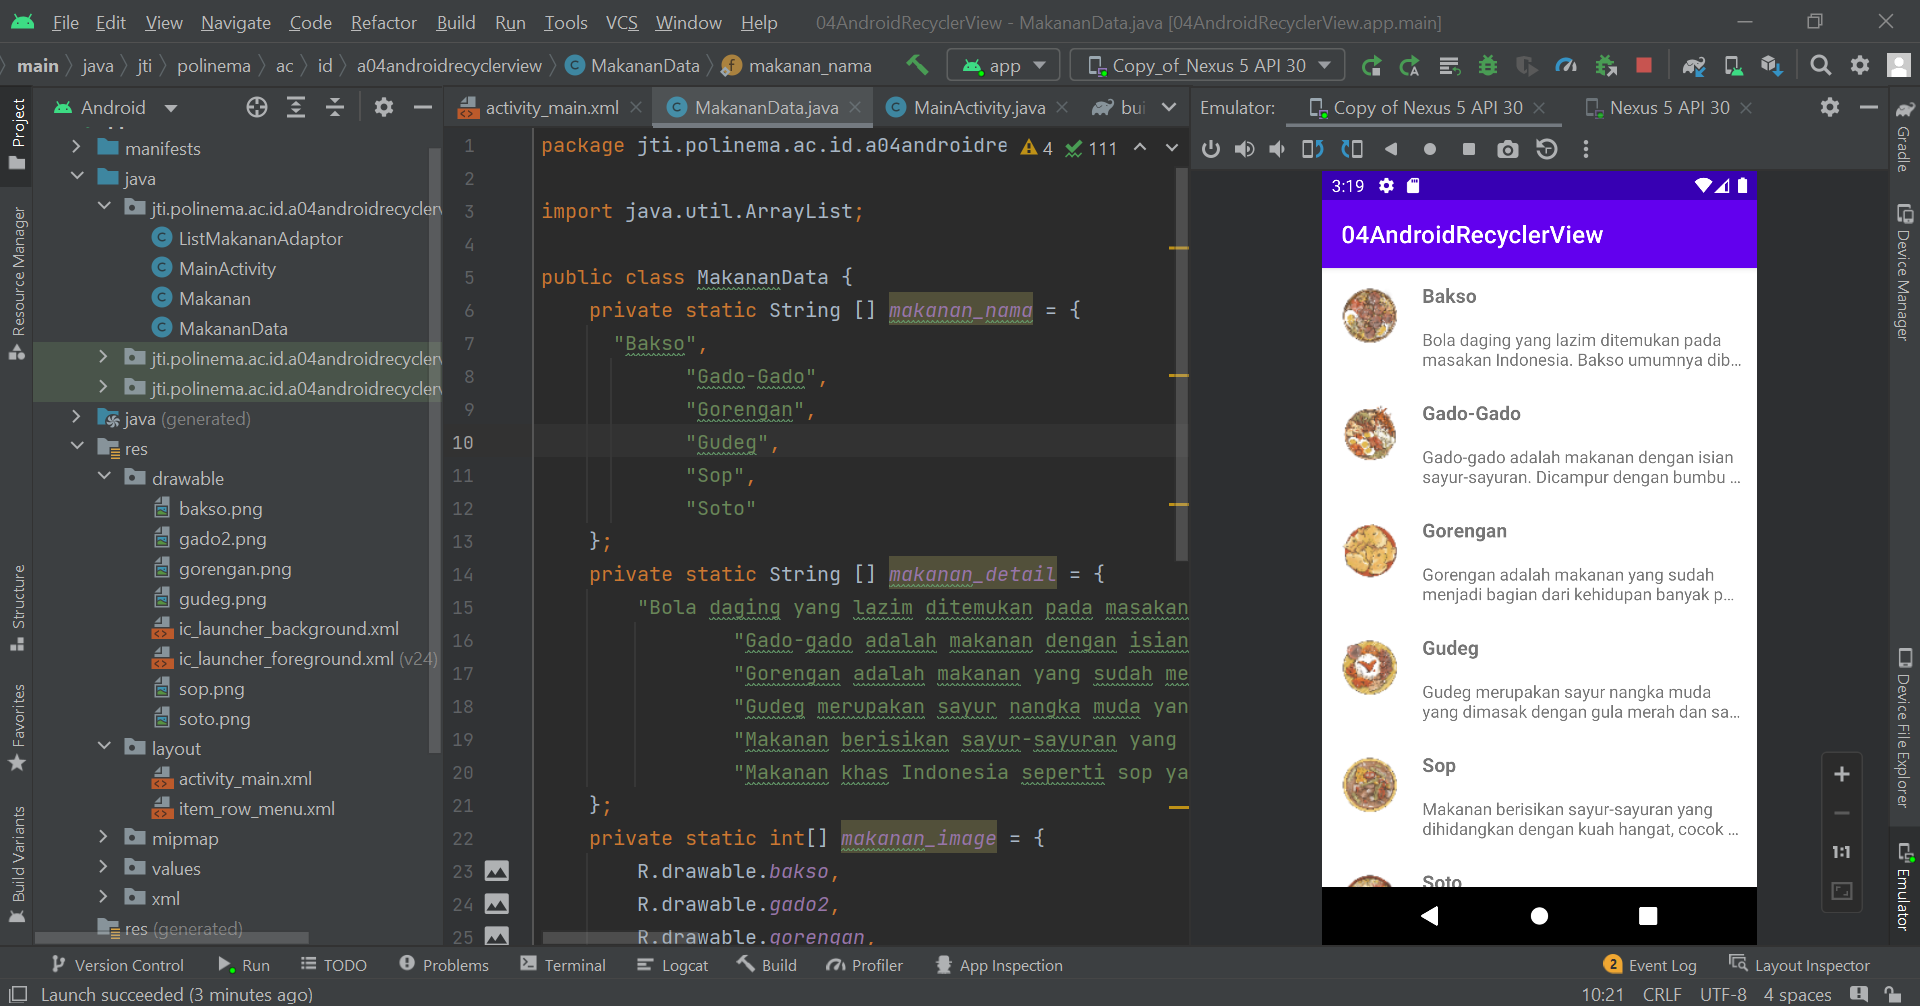 File Edit View Navigate Code Refactor Build Run Tools VCS Window Help 04AndroidRecyclerView - MakananData.java [04AndroidRecyclerView.app.main]
main java jti polinema ac id a04androidrecyclerview MakananData makanan_nama app Copy_of_Nexus 5 API 30
Project
Resource Manager
Structure
Favorites
Build Variants
Android
manifests
java
jti.polinema.ac.id.a04androidrecyclerv
ListMakananAdaptor
MainActivity
Makanan
MakananData
jti.polinema.ac.id.a04androidrecyclerv
jti.polinema.ac.id.a04androidrecyclerv
java (generated)
res
drawable
bakso.png
gado2.png
gorengan.png
gudeg.png
ic_launcher_background.xml
ic_launcher_foreground.xml (v24)
sop.png
soto.png
layout
activity_main.xml
item_row_menu.xml
mipmap
values
xml
res (generated)
activity_main.xml MakananData.java MainActivity.java bui
4 111
1 package jti.polinema.ac.id.a04androidre
2
3 import java.util.ArrayList;
4
5 public class MakananData {
6 private static String [] makanan_nama = {
7 "Bakso",
8 "Gado-Gado",
9 "Gorengan",
10 "Gudeg",
11 "Sop",
12 "Soto"
13 };
14 private static String [] makanan_detail = {
15 "Bola daging yang lazim ditemukan pada masakan
16 "Gado-gado adalah makanan dengan isian
17 "Gorengan adalah makanan yang sudah me
18 "Gudeg merupakan sayur nangka muda yan
19 "Makanan berisikan sayur-sayuran yang
20 "Makanan khas Indonesia seperti sop ya
21 };
22 private static int[] makanan_image = {
23 R.drawable.bakso,
24 R.drawable.gado2,
25 R.drawable.gorengan,
Emulator: Copy of Nexus 5 API 30 Nexus 5 API 30
3:19
04AndroidRecyclerView
Bakso
Bola daging yang lazim ditemukan pada
masakan Indonesia. Bakso umumnya dib...
Gado-Gado
Gado-gado adalah makanan dengan isian
sayur-sayuran. Dicampur dengan bumbu ...
Gorengan
Gorengan adalah makanan yang sudah
menjadi bagian dari kehidupan banyak p...
Gudeg
Gudeg merupakan sayur nangka muda
yang dimasak dengan gula merah dan sa...
Sop
Makanan berisikan sayur-sayuran yang
dihidangkan dengan kuah hangat, cocok ...
Soto
1:1
Gradle
Device Manager
Device File Explorer
Emulator
Version Control Run TODO Problems Terminal Logcat Build Profiler App Inspection 2 Event Log Layout Inspector
Launch succeeded (3 minutes ago) 10:21 CRLF UTF-8 4 spaces